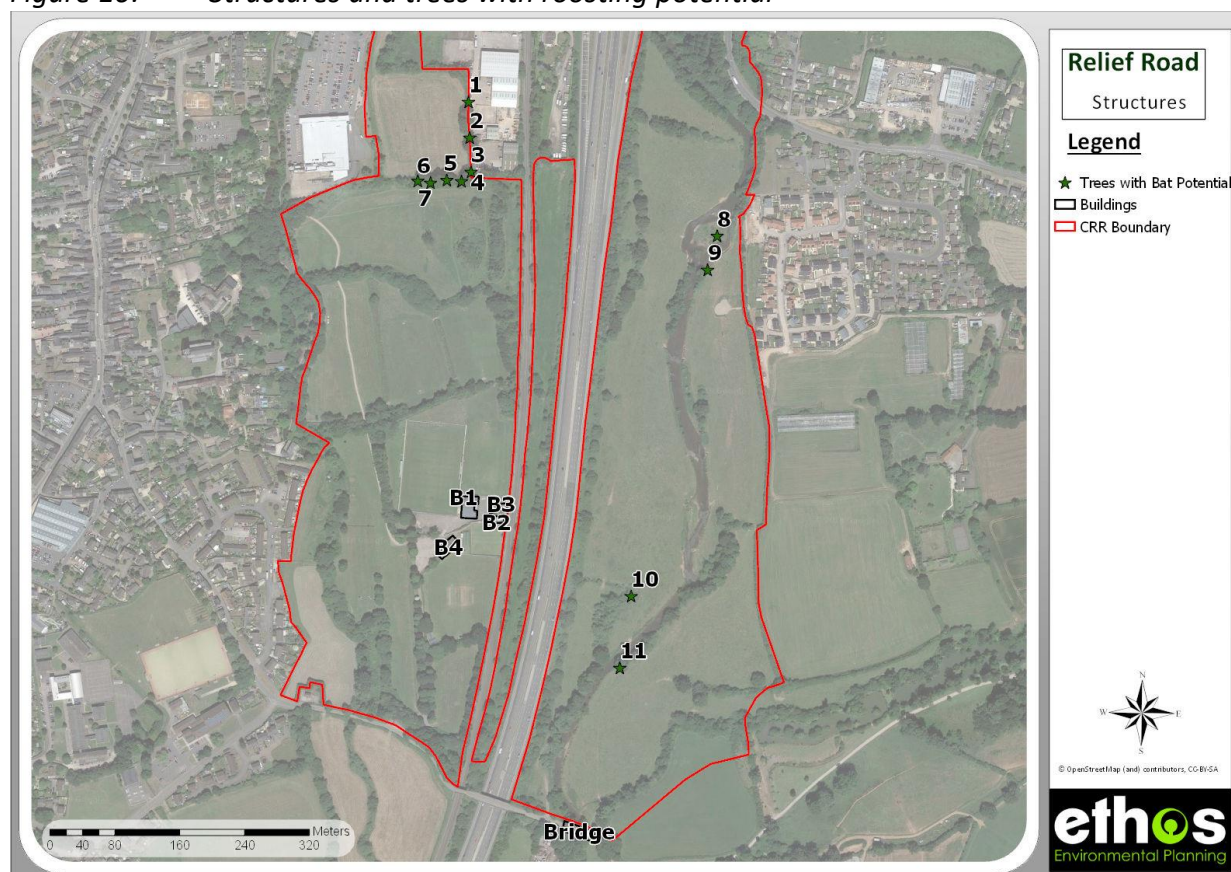 Figure 16: Structures and trees with roosting potential
1
2
3
6 5 4
7
8
9
B1
B3
B2
B4
10
11
Bridge
Meters
0 40 80 160 240 320
Relief Road
Structures
Legend
Trees with Bat Potential
Buildings
CRR Boundary
N
W E
S
© OpenStreetMap (and) contributors, CC-BY-SA
ethos
Environmental Planning